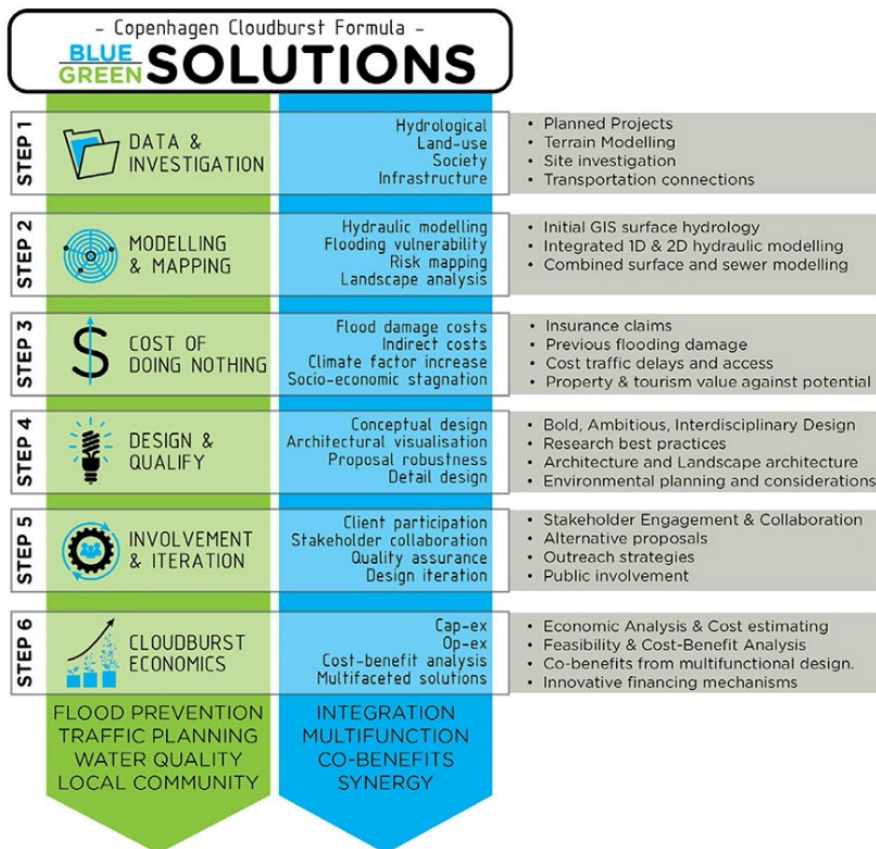 - Copenhagen Cloudburst Formula -
BLUE
GREEN SOLUTIONS
STEP 1
DATA &
INVESTIGATION
Hydrological
Land-use
Society
Infrastructure
• Planned Projects
• Terrain Modelling
• Site investigation
• Transportation connections
STEP 2
MODELLING
& MAPPING
Hydraulic modelling
Flooding vulnerability
Risk mapping
Landscape analysis
• Initial GIS surface hydrology
• Integrated 1D & 2D hydraulic modelling
• Combined surface and sewer modelling
STEP 3
COST OF
DOING NOTHING
Flood damage costs
Indirect costs
Climate factor increase
Socio-economic stagnation
• Insurance claims
• Previous flooding damage
• Cost traffic delays and access
• Property & tourism value against potential
STEP 4
DESIGN &
QUALIFY
Conceptual design
Architectural visualisation
Proposal robustness
Detail design
• Bold, Ambitious, Interdisciplinary Design
• Research best practices
• Architecture and Landscape architecture
• Environmental planning and considerations
STEP 5
INVOLVEMENT
& ITERATION
Client participation
Stakeholder collaboration
Quality assurance
Design iteration
• Stakeholder Engagement & Collaboration
• Alternative proposals
• Outreach strategies
• Public involvement
STEP 6
CLOUDBURST
ECONOMICS
Cap-ex
Op-ex
Cost-benefit analysis
Multifaceted solutions
• Economic Analysis & Cost estimating
• Feasibility & Cost-Benefit Analysis
• Co-benefits from multifunctional design.
• Innovative financing mechanisms
FLOOD PREVENTION
TRAFFIC PLANNING
WATER QUALITY
LOCAL COMMUNITY
INTEGRATION
MULTIFUNCTION
CO-BENEFITS
SYNERGY